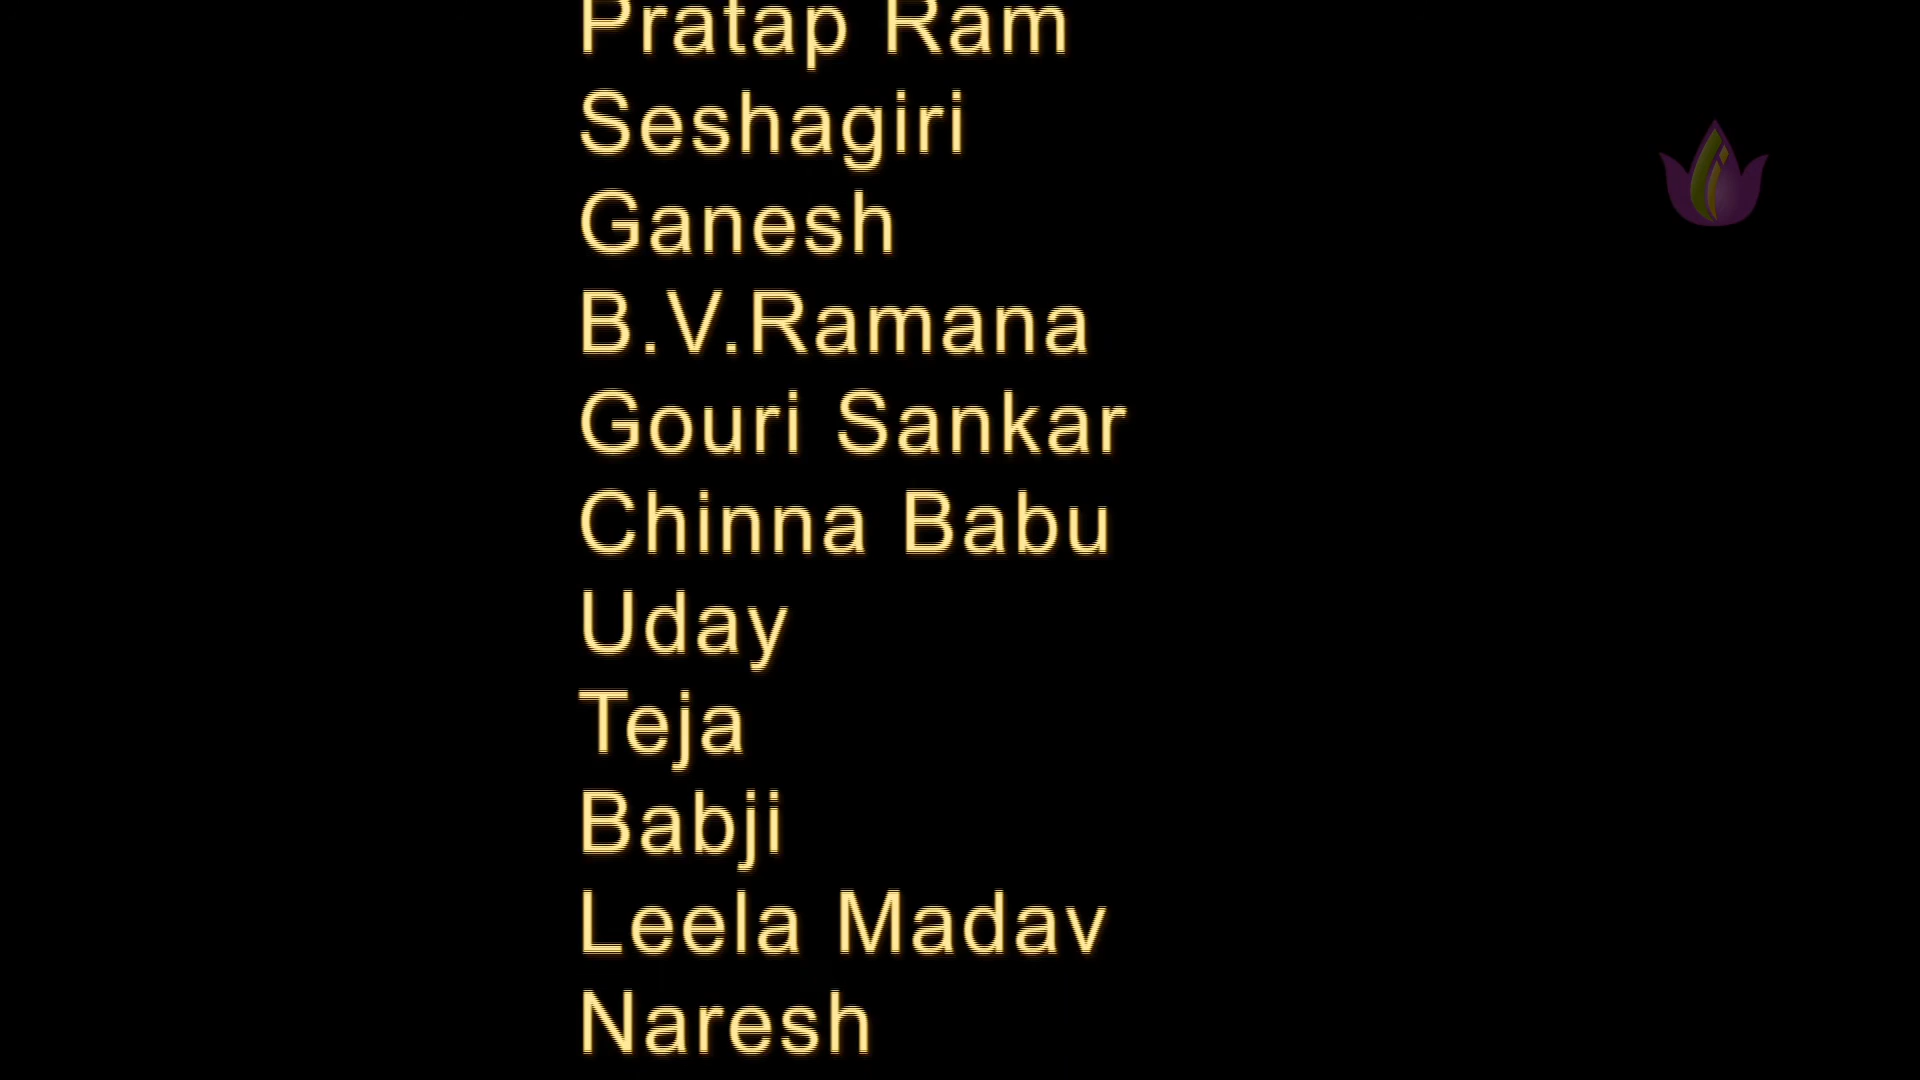 Pratap Ram
Seshagiri
Ganesh
B.V.Ramana
Gouri Sankar
Chinna Babu
Uday
Teja
Babji
Leela Madav
Naresh